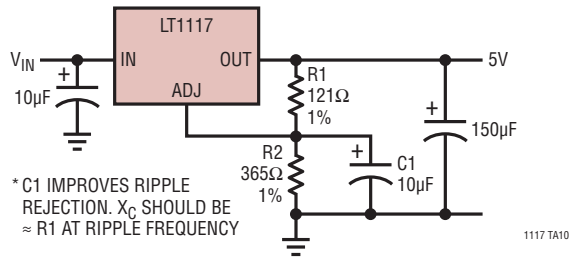 LT1117
V_IN
IN
OUT
5V
10µF
ADJ
R1
121Ω
1%
R2
365Ω
1%
C1
10µF
150µF
* C1 IMPROVES RIPPLE
REJECTION. X_C SHOULD BE
≈ R1 AT RIPPLE FREQUENCY
1117 TA10
+
+
+